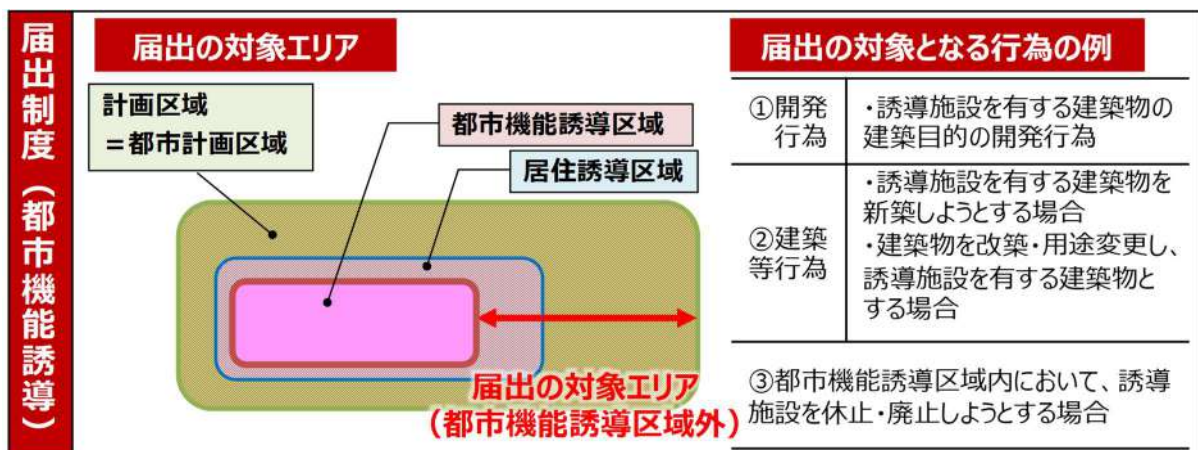 届出制度（都市機能誘導）
届出の対象エリア
計画区域
＝都市計画区域
都市機能誘導区域
居住誘導区域
届出の対象エリア
（都市機能誘導区域外）
届出の対象となる行為の例
①開発
行為
・誘導施設を有する建築物の
建築目的の開発行為
②建築
等行為
・誘導施設を有する建築物を
新築しようとする場合
・建築物を改築・用途変更し、
誘導施設を有する建築物と
する場合
③都市機能誘導区域内において、誘導
施設を休止・廃止しようとする場合